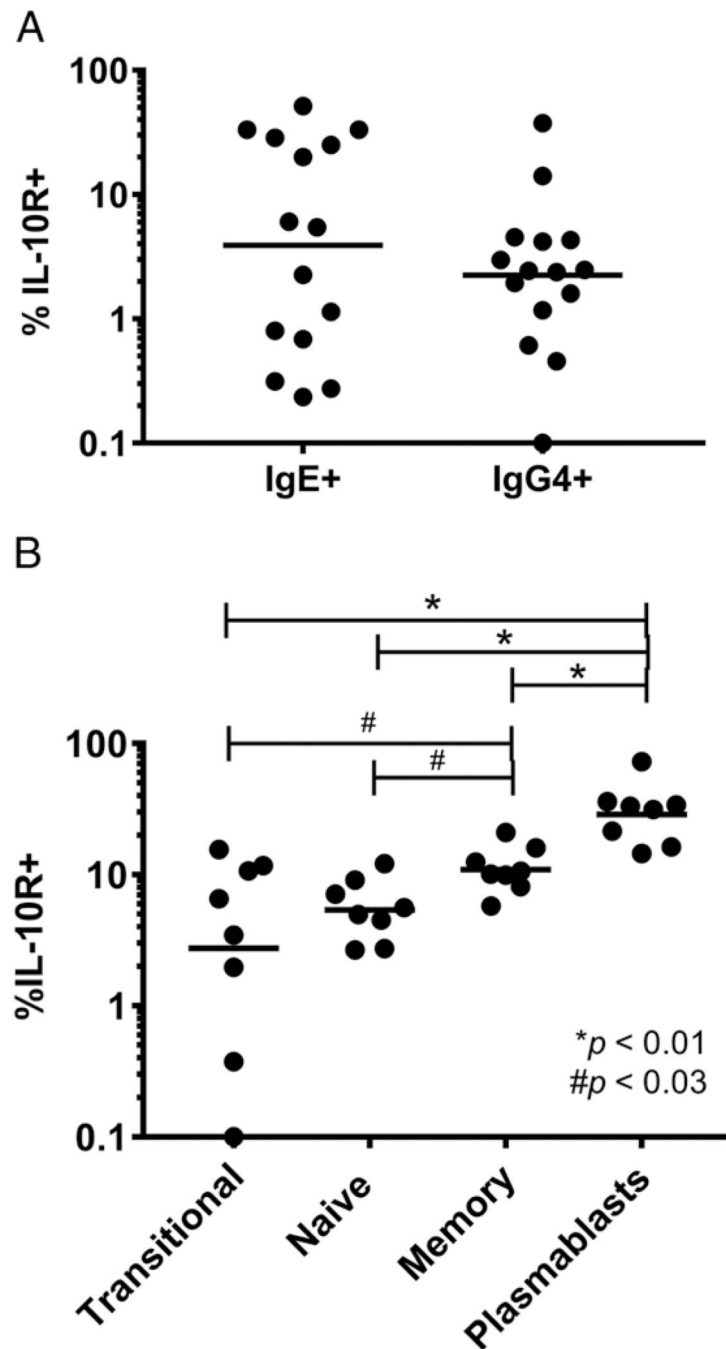 A
% IL-10R+
100
10
1
0.1
IgE+ IgG4+
B
*
*
*
#
#
%IL-10R+
100
10
1
0.1
*p < 0.01
#p < 0.03
Transitional
Naive
Memory
Plasmablasts